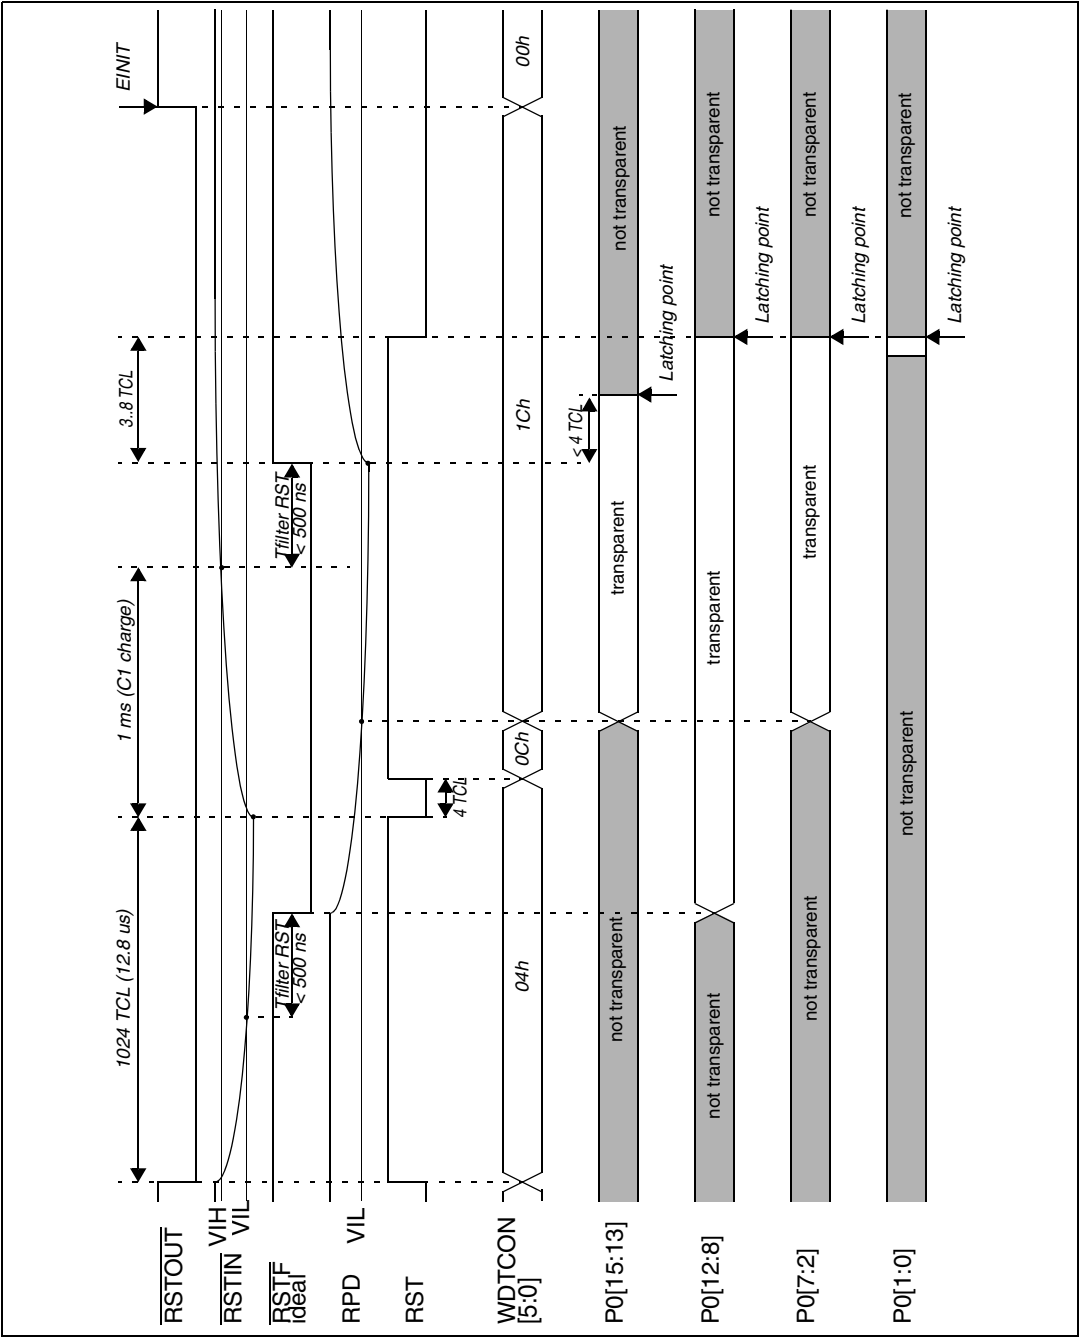 1024 TCL (12.8 us)
1 ms (C1 charge)
3..8 TCL
EINIT
RSTOUT
VIH
RSTIN
VIL
RSTF
ideal
Tfilter RST
< 500 ns
Tfilter RST
< 500 ns
RPD
VIL
RST
4 TCL
WDTCON
[5:0]
04h
0Ch
1Ch
00h
< 4 TCL
P0[15:13]
not transparent
transparent
not transparent
Latching point
P0[12:8]
not transparent
transparent
not transparent
Latching point
P0[7:2]
not transparent
transparent
not transparent
Latching point
P0[1:0]
not transparent
not transparent
Latching point